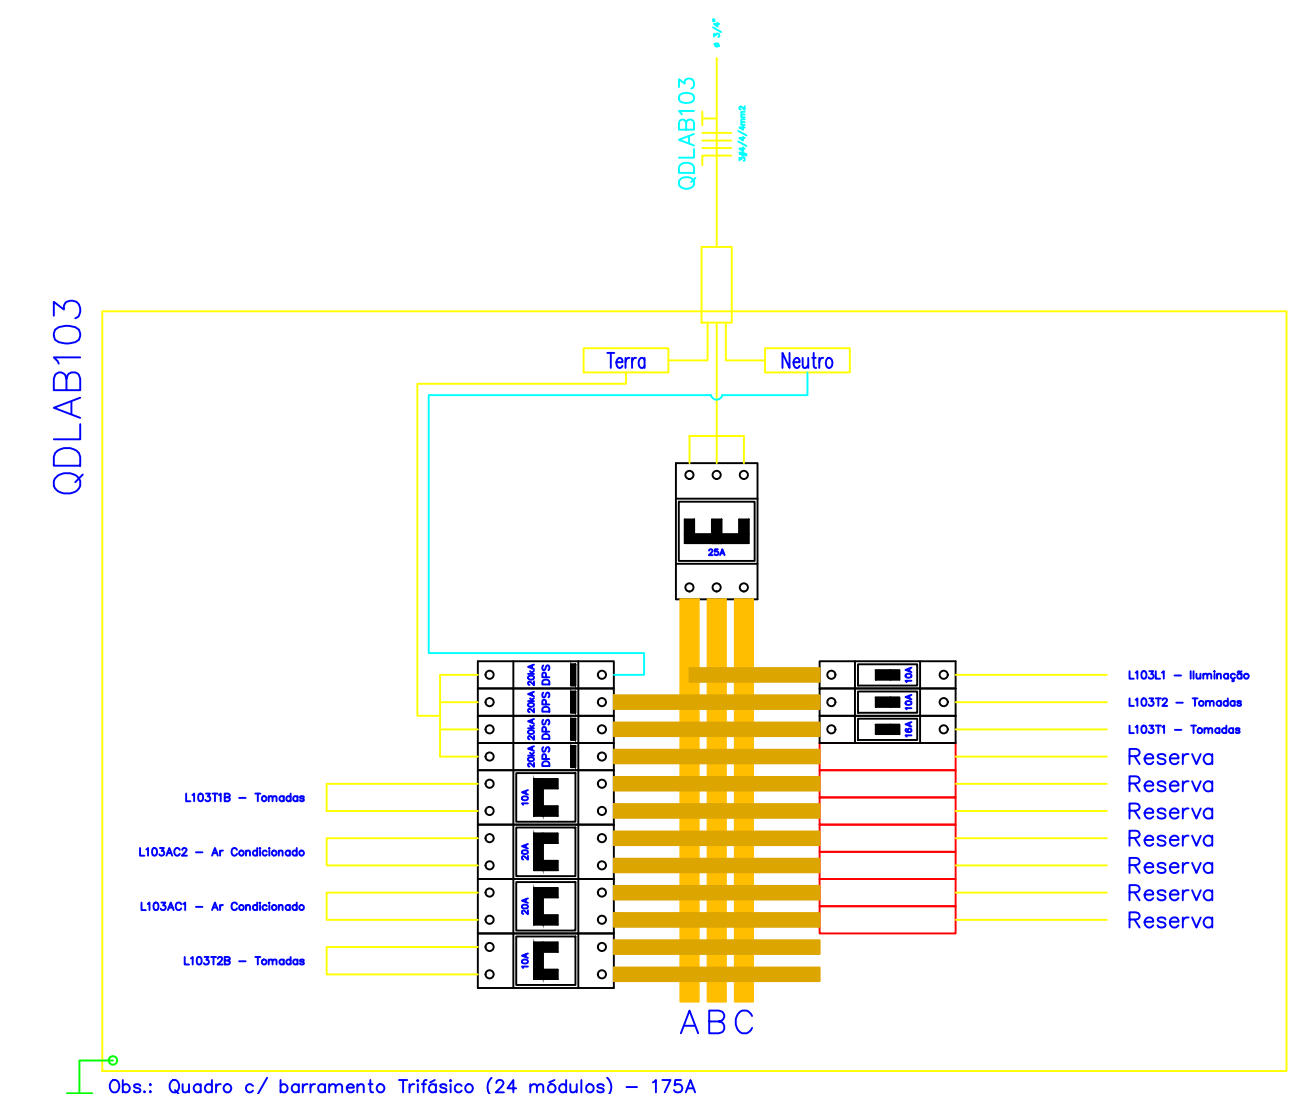 ø 3/4"
QDLAB103
3#4/4/4mm2
QDLAB103
Terra
Neutro
25A
20kA
DPS
20kA
DPS
20kA
DPS
20kA
DPS
10A
L103L1 - Iluminação
10A
L103T2 - Tomadas
16A
L103T1 - Tomadas
Reserva
Reserva
Reserva
Reserva
Reserva
Reserva
Reserva
L103T1B - Tomadas
10A
L103AC2 - Ar Condicionado
20A
L103AC1 - Ar Condicionado
20A
L103T2B - Tomadas
10A
A B C
Obs.: Quadro c/ barramento Trifásico (24 módulos) - 175A